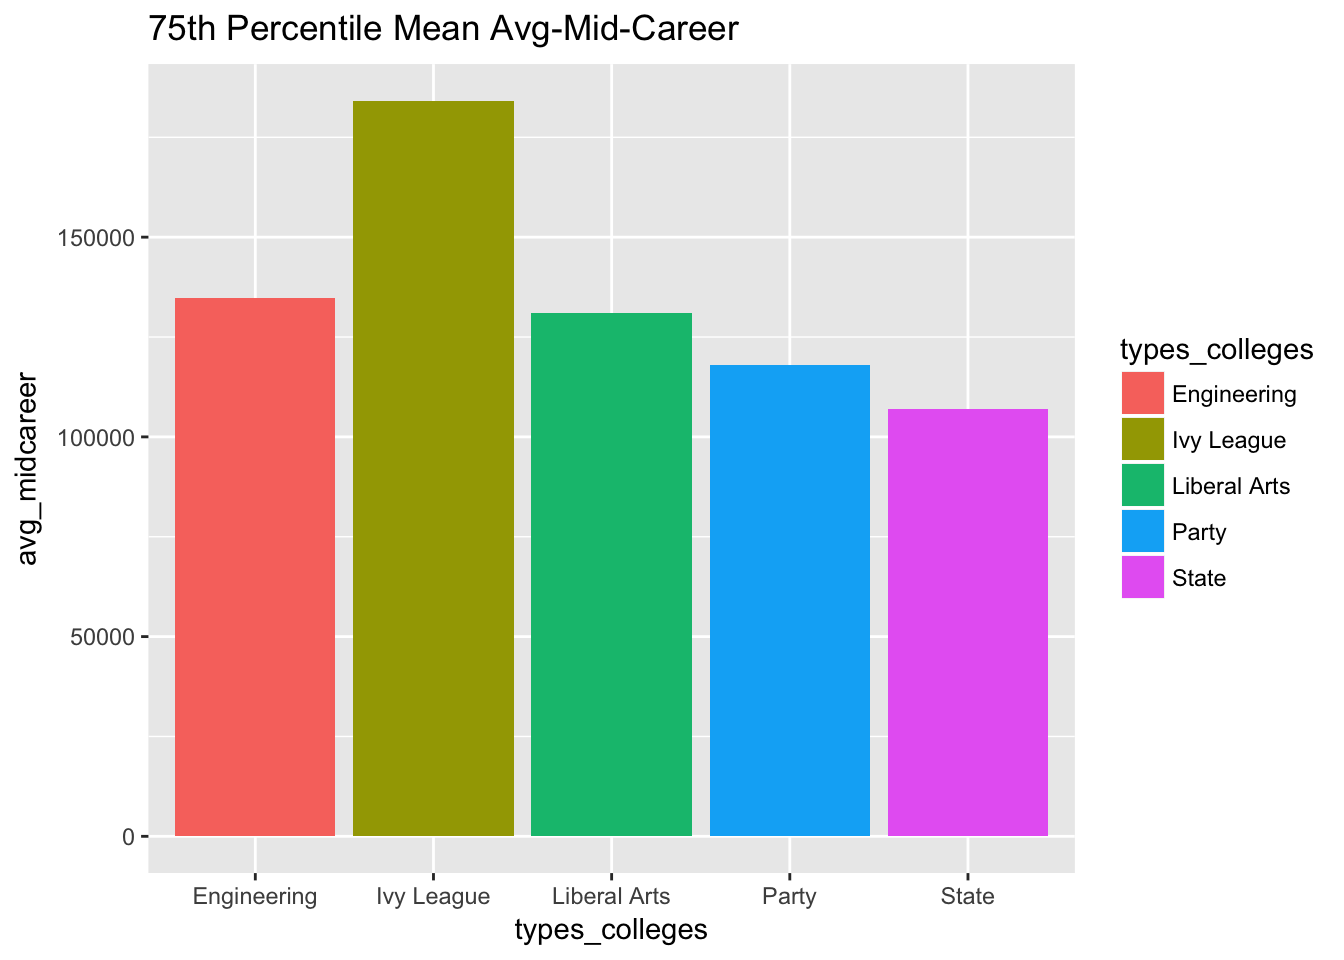 75th Percentile Mean Avg-Mid-Career
avg_midcareer
150000
100000
50000
0
Engineering
Ivy League
Liberal Arts
Party
State
types_colleges
types_colleges
Engineering
Ivy League
Liberal Arts
Party
State